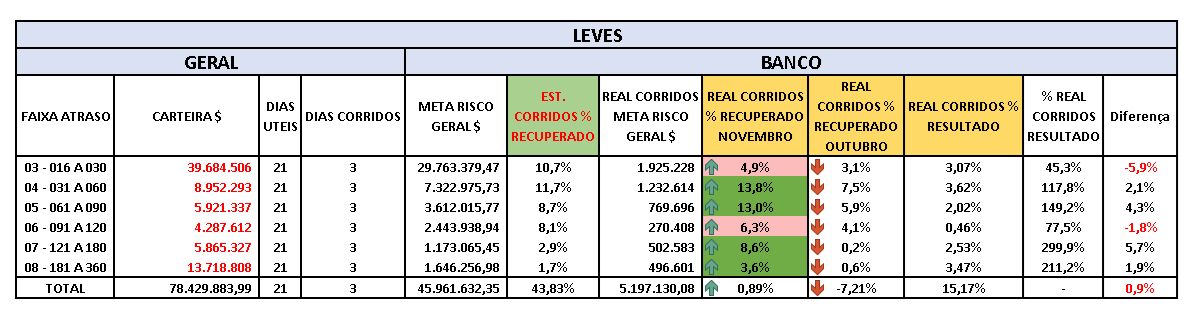 LEVES
GERAL BANCO
FAIXA ATRASO CARTEIRA $ DIAS UTEIS DIAS CORRIDOS META RISCO GERAL $ EST. CORRIDOS % RECUPERADO REAL CORRIDOS META RISCO GERAL $ REAL CORRIDOS % RECUPERADO NOVEMBRO REAL CORRIDOS % RECUPERADO OUTUBRO REAL CORRIDOS % RESULTADO % REAL CORRIDOS RESULTADO Diferença
03 - 016 A 030 39.684.506 21 3 29.763.379,47 10,7% 1.925.228 4,9% 3,1% 3,07% 45,3% -5,9%
04 - 031 A 060 8.952.293 21 3 7.322.975,73 11,7% 1.232.614 13,8% 7,5% 3,62% 117,8% 2,1%
05 - 061 A 090 5.921.337 21 3 3.612.015,77 8,7% 769.696 13,0% 5,9% 2,02% 149,2% 4,3%
06 - 091 A 120 4.287.612 21 3 2.443.938,94 8,1% 270.408 6,3% 4,1% 0,46% 77,5% -1,8%
07 - 121 A 180 5.865.327 21 3 1.173.065,45 2,9% 502.583 8,6% 0,2% 2,53% 299,9% 5,7%
08 - 181 A 360 13.718.808 21 3 1.646.256,98 1,7% 496.601 3,6% 0,6% 3,47% 211,2% 1,9%
TOTAL 78.429.883,99 21 3 45.961.632,35 43,83% 5.197.130,08 0,89% -7,21% 15,17% - 0,9%